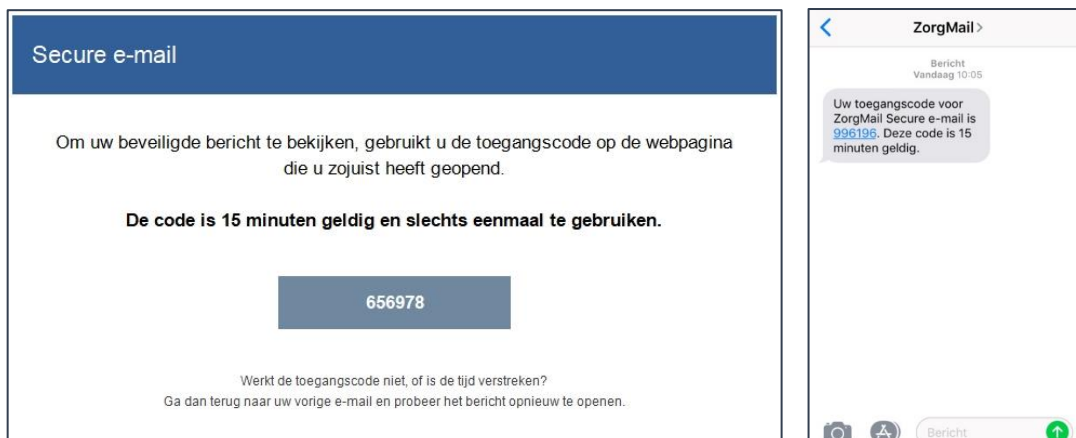 Secure e-mail
Om uw beveiligde bericht te bekijken, gebruikt u de toegangscode op de webpagina
die u zojuist heeft geopend.
De code is 15 minuten geldig en slechts eenmaal te gebruiken.
656978
Werkt de toegangscode niet, of is de tijd verstreken?
Ga dan terug naar uw vorige e-mail en probeer het bericht opnieuw te openen.
ZorgMail >
Bericht
Vandaag 10:05
Uw toegangscode voor
ZorgMail Secure e-mail is
996196. Deze code is 15
minuten geldig.
Bericht